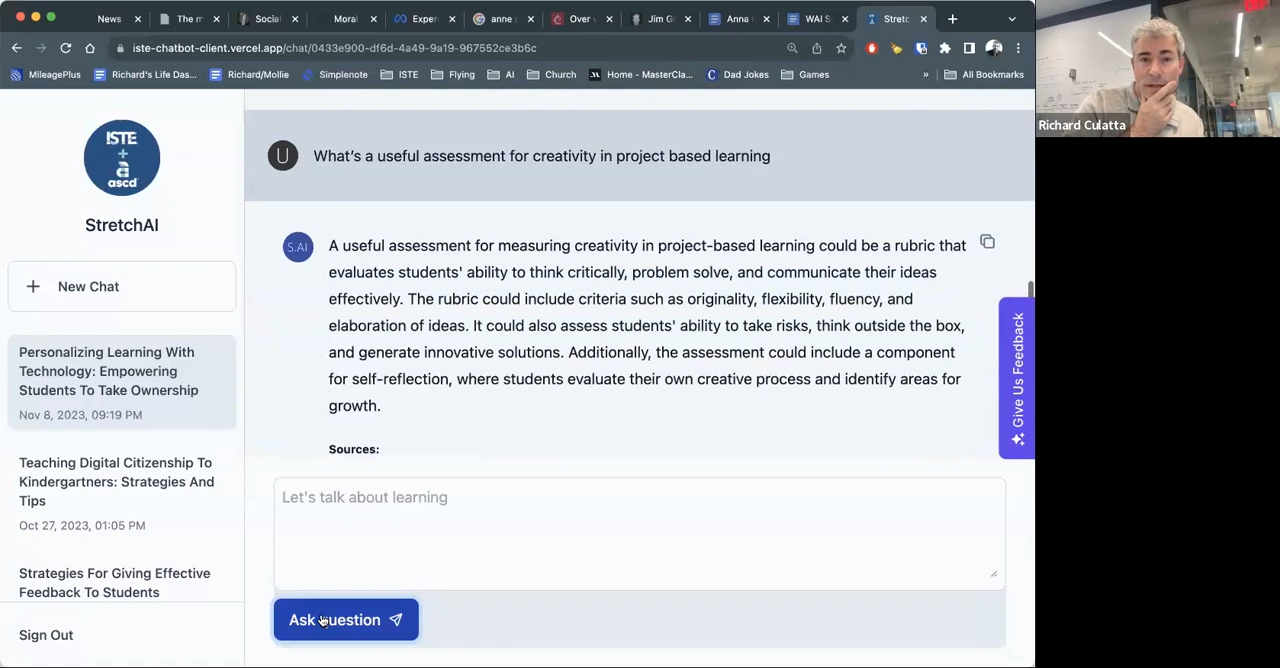 News
The m
Social
Moral
Exper
anne
Over
Jim G
Anna
WAI S
Stretc
iste-chatbot-client.vercel.app/chat/0433e900-df6d-4a49-9a19-967552ce3b6c
MileagePlus
Richard's Life Das...
Richard/Mollie
Simplenote
ISTE
Flying
AI
Church
Home - MasterCla...
Dad Jokes
Games
»
All Bookmarks
Richard Culatta
ISTE
+
a
ascd
StretchAI
+ New Chat
Personalizing Learning With
Technology: Empowering
Students To Take Ownership
Nov 8, 2023, 09:19 PM
Teaching Digital Citizenship To
Kindergartners: Strategies And
Tips
Oct 27, 2023, 01:05 PM
Strategies For Giving Effective
Feedback To Students
Sign Out
U
What's a useful assessment for creativity in project based learning
S.AI
A useful assessment for measuring creativity in project-based learning could be a rubric that
evaluates students' ability to think critically, problem solve, and communicate their ideas
effectively. The rubric could include criteria such as originality, flexibility, fluency, and
elaboration of ideas. It could also assess students' ability to take risks, think outside the box,
and generate innovative solutions. Additionally, the assessment could include a component
for self-reflection, where students evaluate their own creative process and identify areas for
growth.
Sources:
Let's talk about learning
Ask question
Give Us Feedback